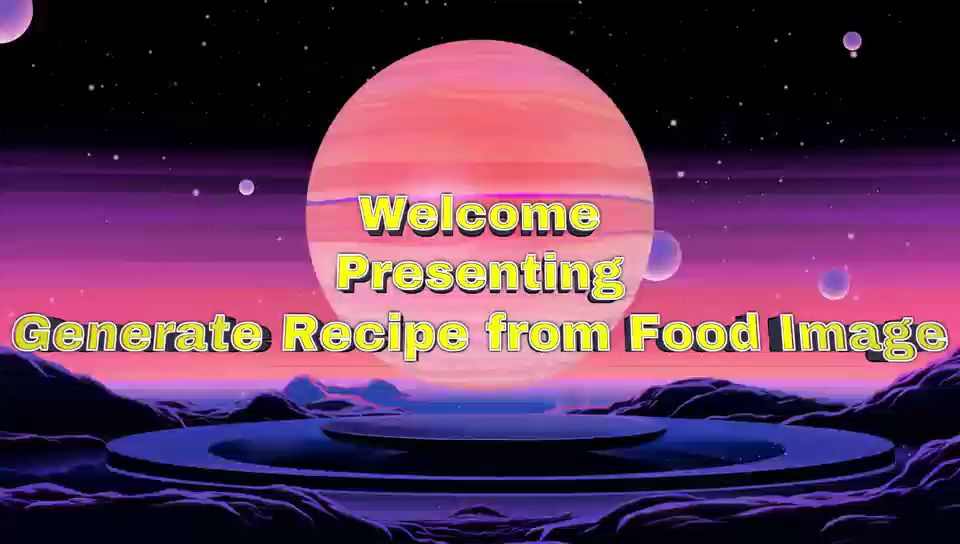 Welcome
Presenting
Generate Recipe from Food Image